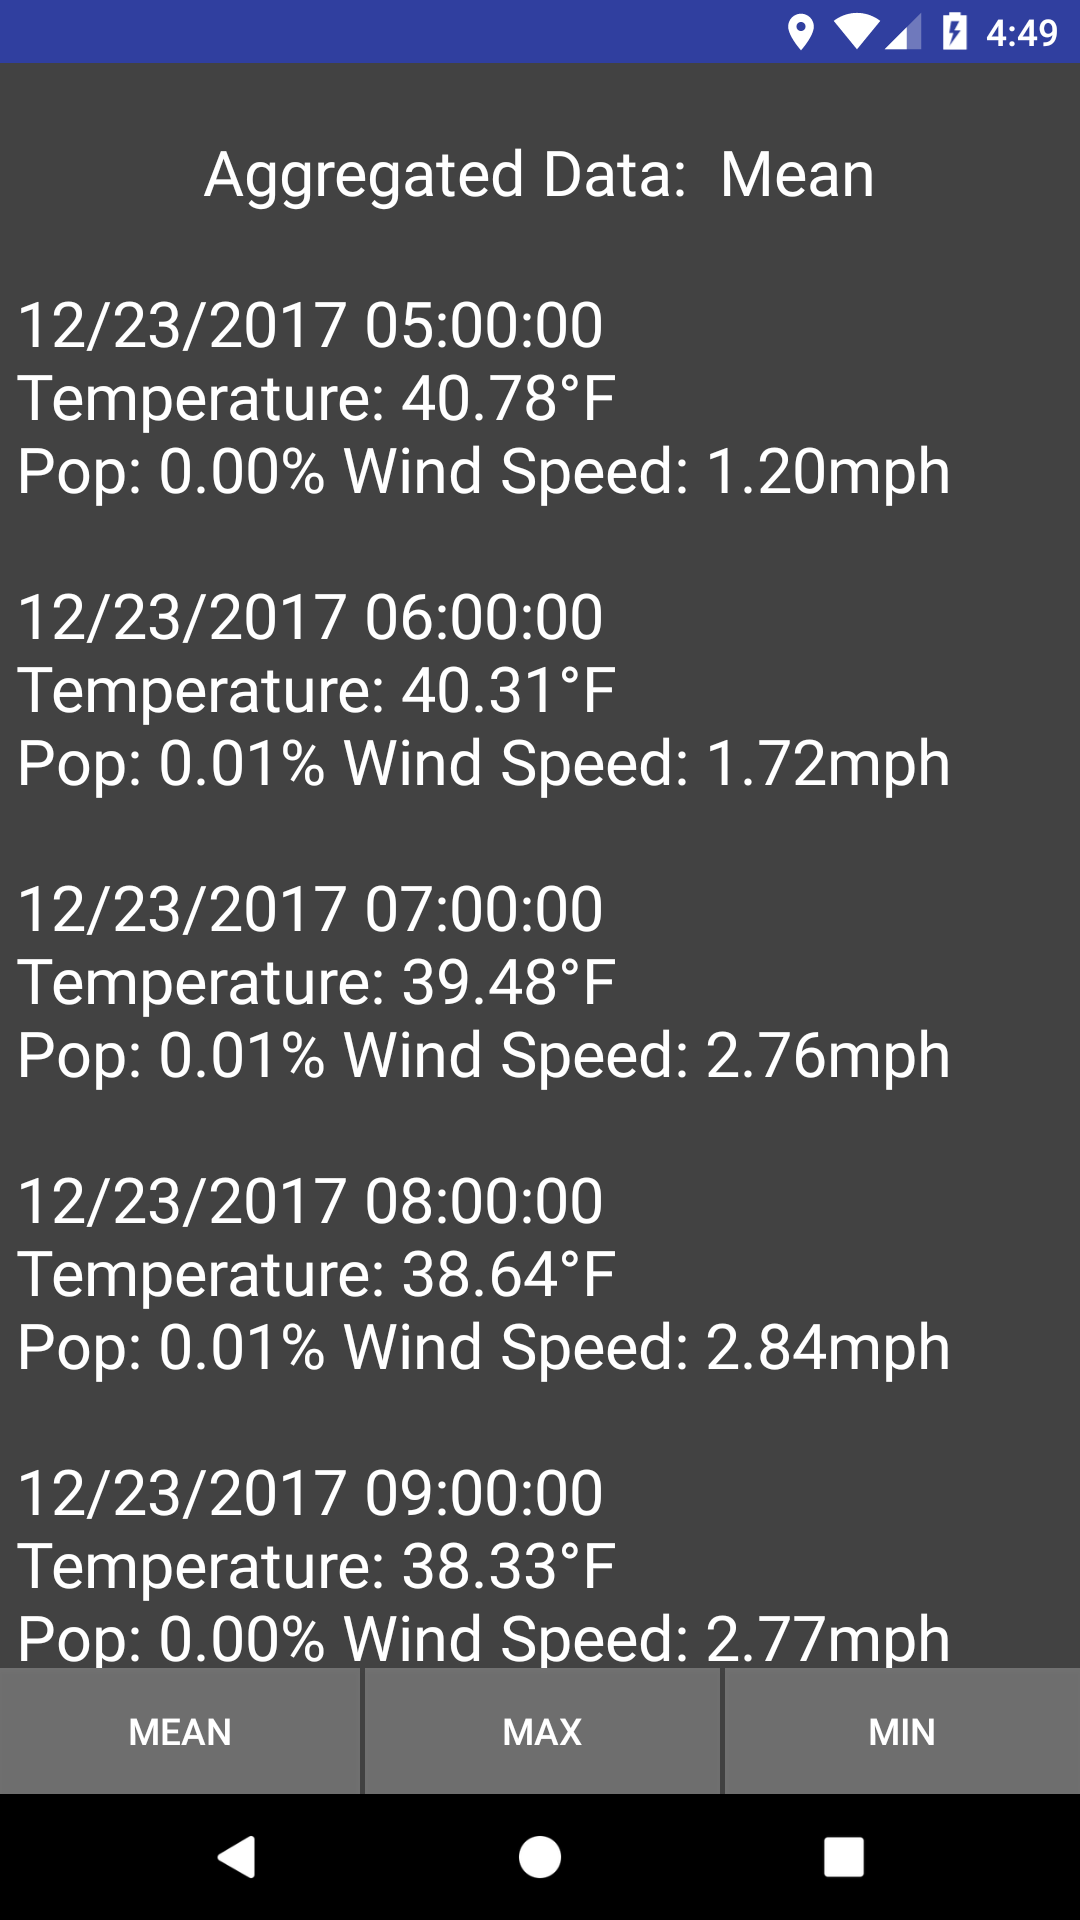 4:49
Aggregated Data:  Mean
12/23/2017 05:00:00
Temperature: 40.78°F
Pop: 0.00% Wind Speed: 1.20mph
12/23/2017 06:00:00
Temperature: 40.31°F
Pop: 0.01% Wind Speed: 1.72mph
12/23/2017 07:00:00
Temperature: 39.48°F
Pop: 0.01% Wind Speed: 2.76mph
12/23/2017 08:00:00
Temperature: 38.64°F
Pop: 0.01% Wind Speed: 2.84mph
12/23/2017 09:00:00
Temperature: 38.33°F
Pop: 0.00% Wind Speed: 2.77mph
MEAN MAX MIN